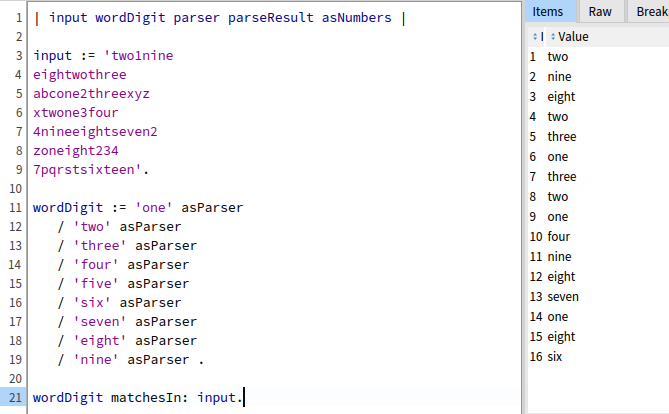 1 | input wordDigit parser parseResult asNumbers |
2
3 input := 'two1nine
4 eightwothree
5 abcone2threexyz
6 xtwone3four
7 4nineeightseven2
8 zoneight234
9 7pqrstsixteen'.
10
11 wordDigit := 'one' asParser
12 / 'two' asParser
13 / 'three' asParser
14 / 'four' asParser
15 / 'five' asParser
16 / 'six' asParser
17 / 'seven' asParser
18 / 'eight' asParser
19 / 'nine' asParser .
20
21 wordDigit matchesIn: input.
Items Raw Break
I Value
1 two
2 nine
3 eight
4 two
5 three
6 one
7 three
8 two
9 one
10 four
11 nine
12 eight
13 seven
14 one
15 eight
16 six